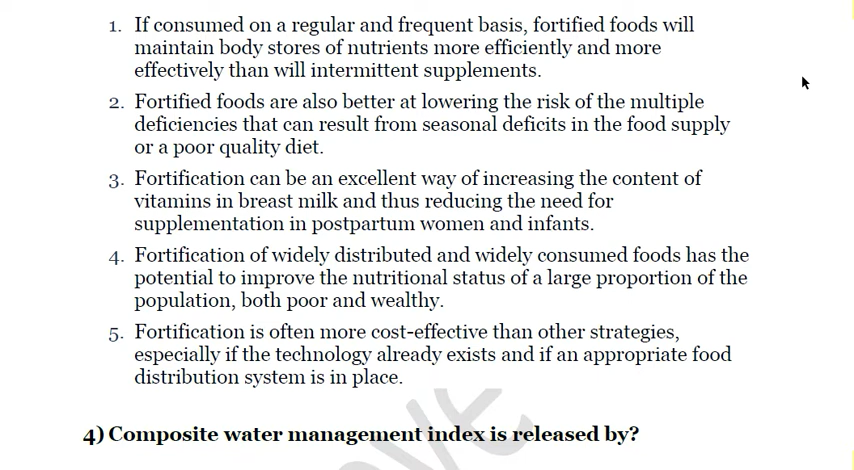 1. If consumed on a regular and frequent basis, fortified foods will
maintain body stores of nutrients more efficiently and more
effectively than will intermittent supplements.
2. Fortified foods are also better at lowering the risk of the multiple
deficiencies that can result from seasonal deficits in the food supply
or a poor quality diet.
3. Fortification can be an excellent way of increasing the content of
vitamins in breast milk and thus reducing the need for
supplementation in postpartum women and infants.
4. Fortification of widely distributed and widely consumed foods has the
potential to improve the nutritional status of a large proportion of the
population, both poor and wealthy.
5. Fortification is often more cost-effective than other strategies,
especially if the technology already exists and if an appropriate food
distribution system is in place.
4) Composite water management index is released by?